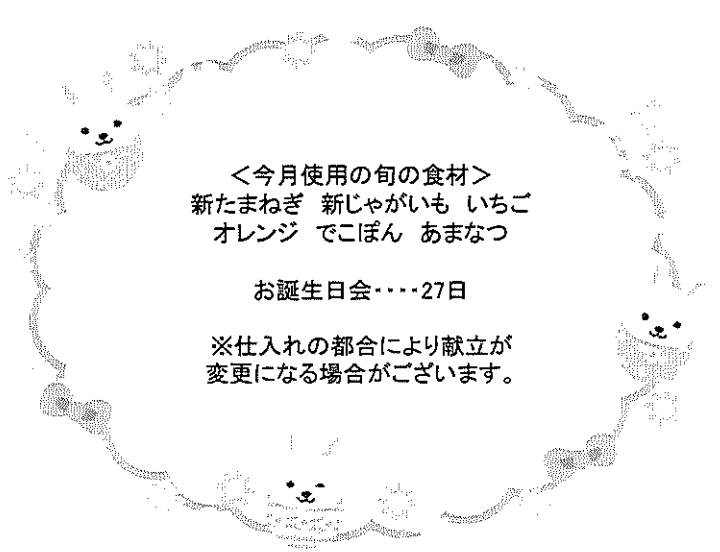 ＜今月使用の旬の食材＞
新たまねぎ　新じゃがいも　いちご
オレンジ　でこぽん　あまなつ
お誕生日会････27日
※仕入れの都合により献立が
変更になる場合がございます。